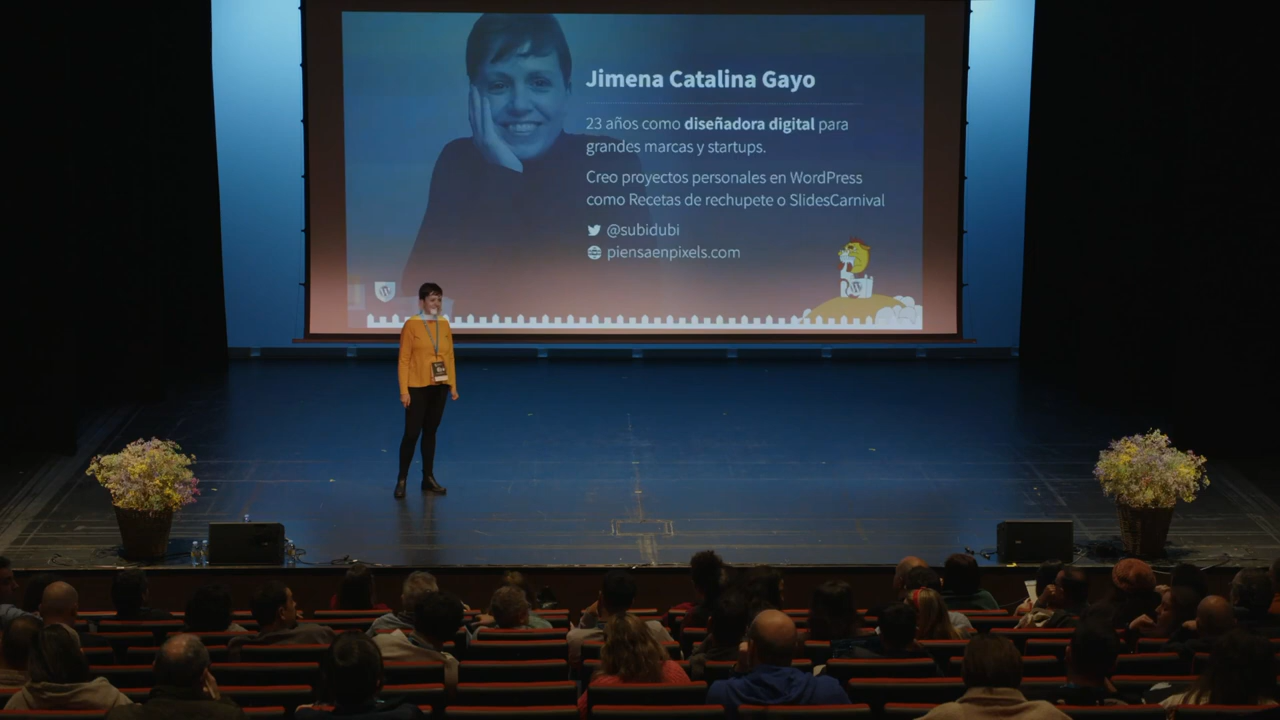 Jimena Catalina Gayo
23 años como diseñadora digital para
grandes marcas y startups.
Creo proyectos personales en WordPress
como Recetas de rechupete o SlidesCarnival
@subidubi
piensaenpixels.com